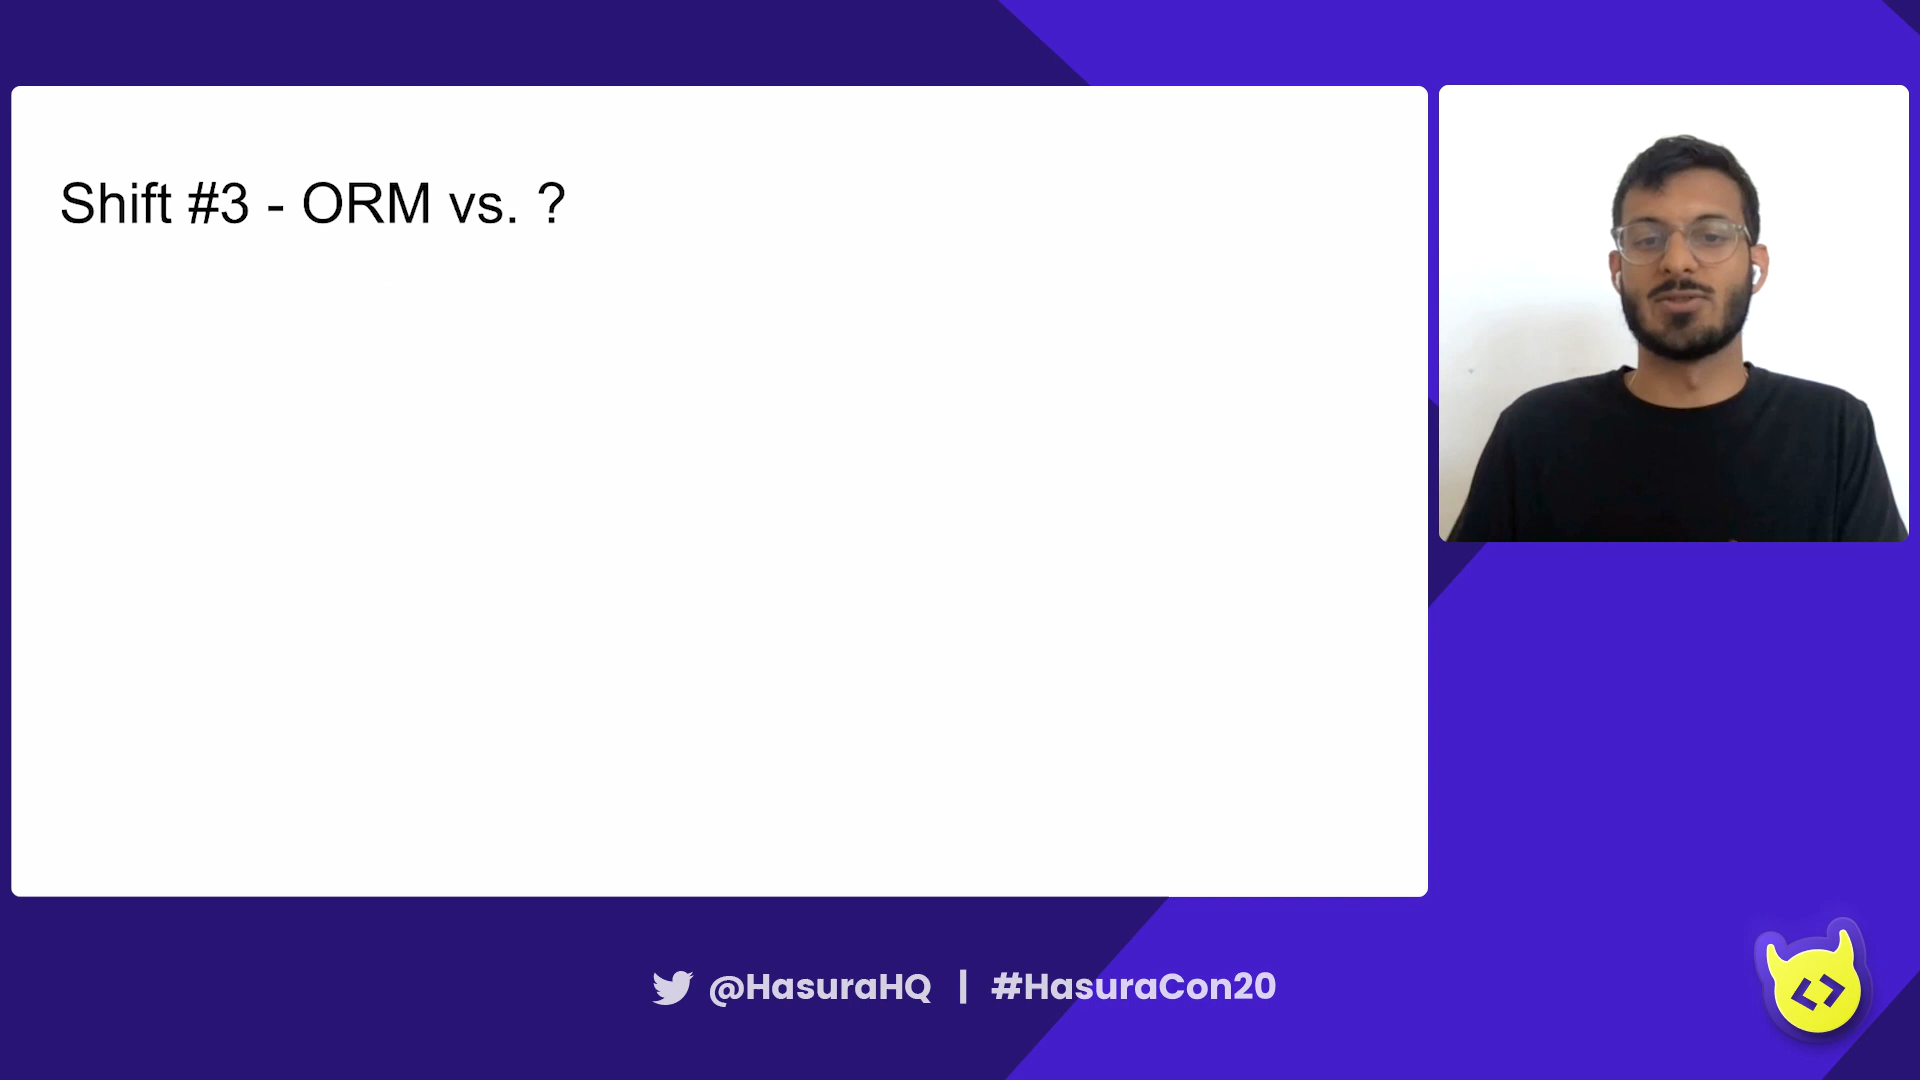 Shift #3 - ORM vs. ?
@HasuraHQ | #HasuraCon20